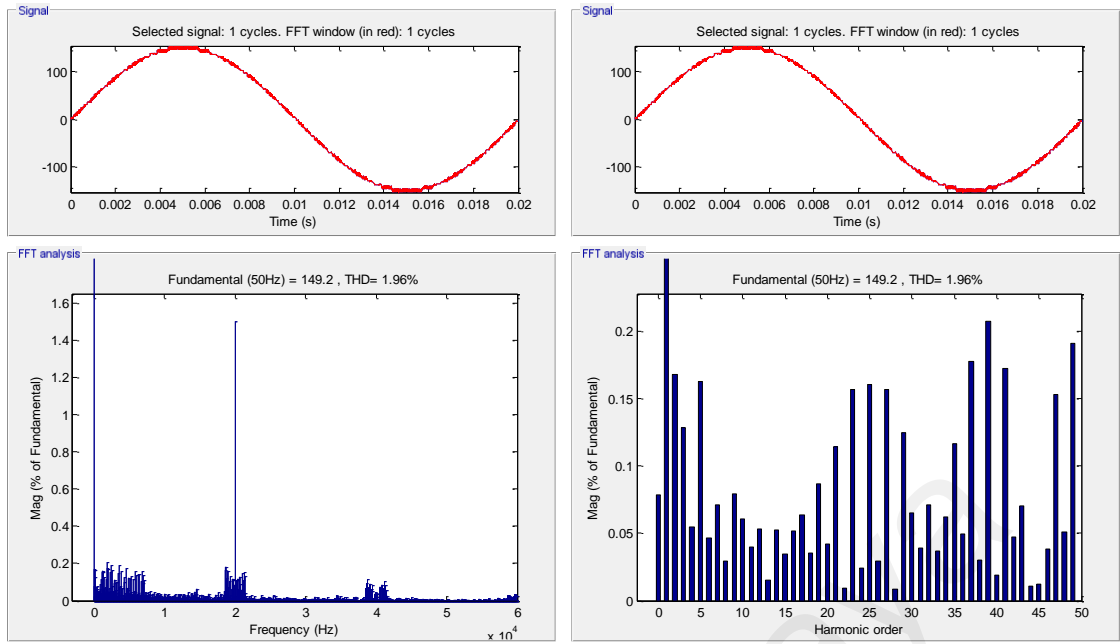 Signal
Selected signal: 1 cycles. FFT window (in red): 1 cycles
100
0
-100
0 0.002 0.004 0.006 0.008 0.01 0.012 0.014 0.016 0.018 0.02
Time (s)
Signal
Selected signal: 1 cycles. FFT window (in red): 1 cycles
100
0
-100
0 0.002 0.004 0.006 0.008 0.01 0.012 0.014 0.016 0.018 0.02
Time (s)
FFT analysis
Fundamental (50Hz) = 149.2 , THD= 1.96%
Mag (% of Fundamental)
1.6
1.4
1.2
1
0.8
0.6
0.4
0.2
0
0 1 2 3 4 5 6
Frequency (Hz)
x 10^4
FFT analysis
Fundamental (50Hz) = 149.2 , THD= 1.96%
Mag (% of Fundamental)
0.2
0.15
0.1
0.05
0
0 5 10 15 20 25 30 35 40 45 50
Harmonic order